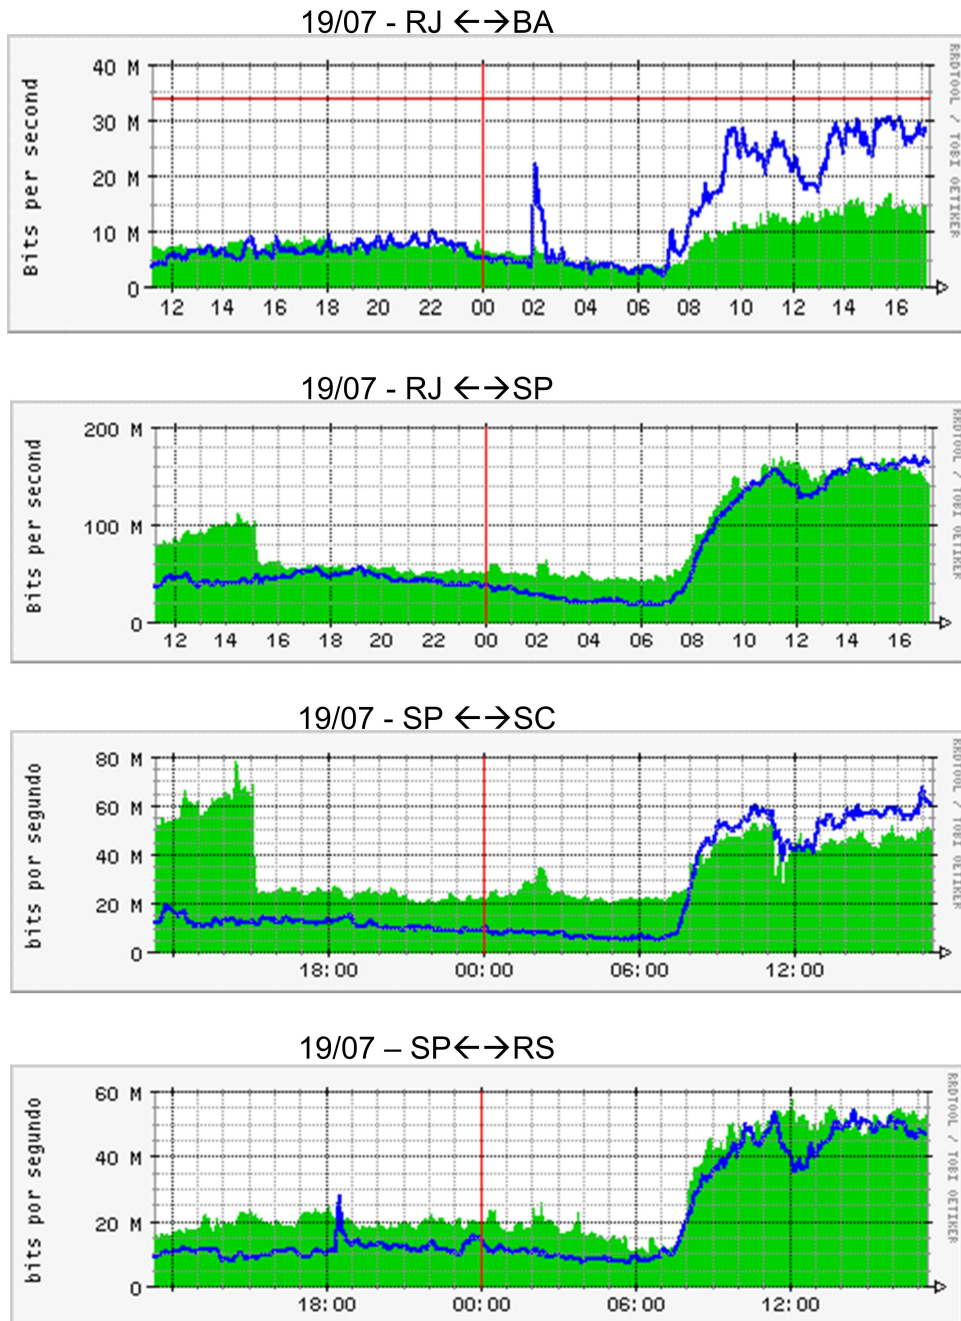 19/07 - RJ ←→BA
40 M
30 M
20 M
10 M
0
Bits per second
12 14 16 18 20 22 00 02 04 06 08 10 12 14 16
RRDTOOL / TOBI OETIKER
19/07 - RJ ←→SP
200 M
100 M
0
Bits per second
12 14 16 18 20 22 00 02 04 06 08 10 12 14 16
RRDTOOL / TOBI OETIKER
19/07 - SP ←→SC
80 M
60 M
40 M
20 M
0
bits por segundo
18:00 00:00 06:00 12:00
RRDTOOL / TOBI OETIKER
19/07 – SP←→RS
60 M
40 M
20 M
0
bits por segundo
18:00 00:00 06:00 12:00
RRDTOOL / TOBI OETIKER